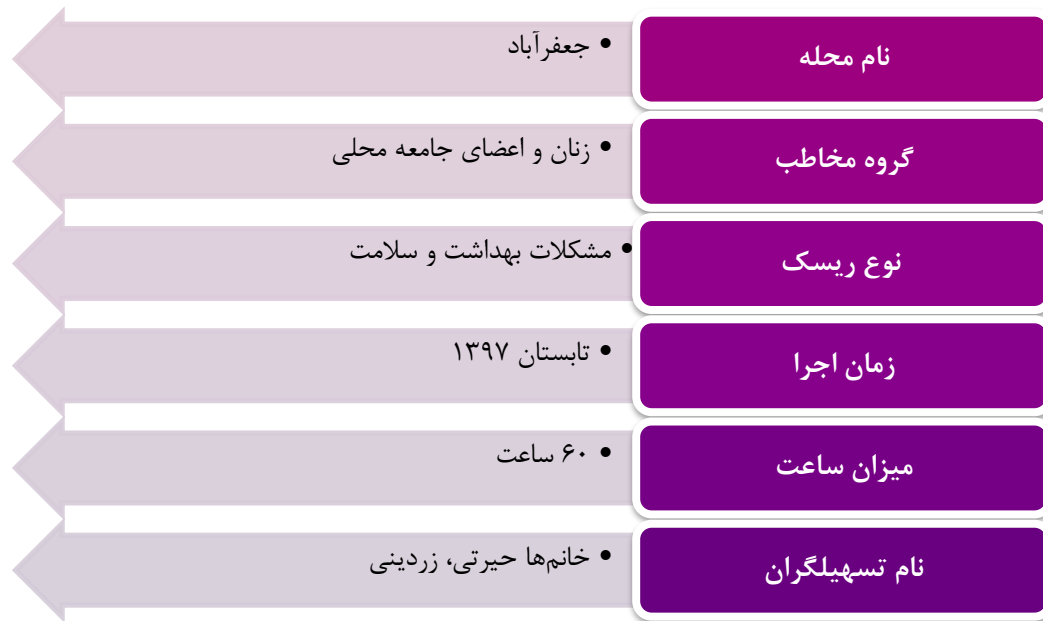 نام محله
• جعفرآباد
گروه مخاطب
• زنان و اعضای جامعه محلی
نوع ریسک
• مشکلات بهداشت و سلامت
زمان اجرا
• تابستان ۱۳۹۷
میزان ساعت
• ۶۰ ساعت
نام تسهیلگران
• خانم‌ها حیرتی، زردینی